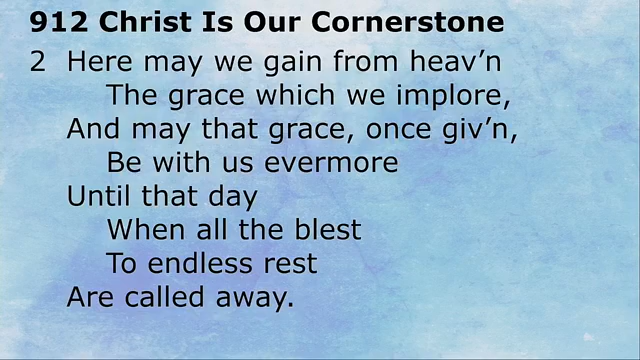 912 Christ Is Our Cornerstone
2 Here may we gain from heav’n
The grace which we implore,
And may that grace, once giv’n,
Be with us evermore
Until that day
When all the blest
To endless rest
Are called away.